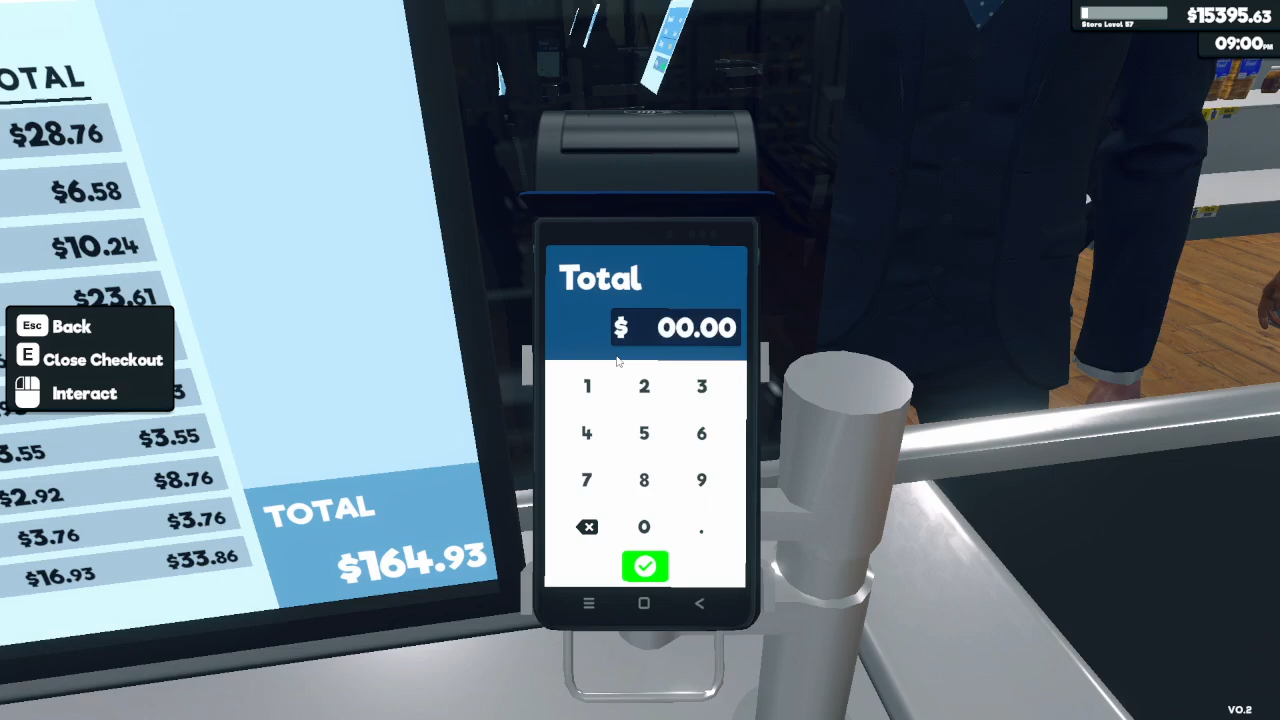 OTAL
$28.76
$6.58
$10.24
$23.61
Esc Back
E Close Checkout
Interact
3
3.55 $3.55
$2.92 $8.76
$3.76 $3.76
$16.93 $33.86
TOTAL
$164.93
Total
$ 00.00
1 2 3
4 5 6
7 8 9
0 .
Store Level 57
$15395.63
09:00PM
V0.2